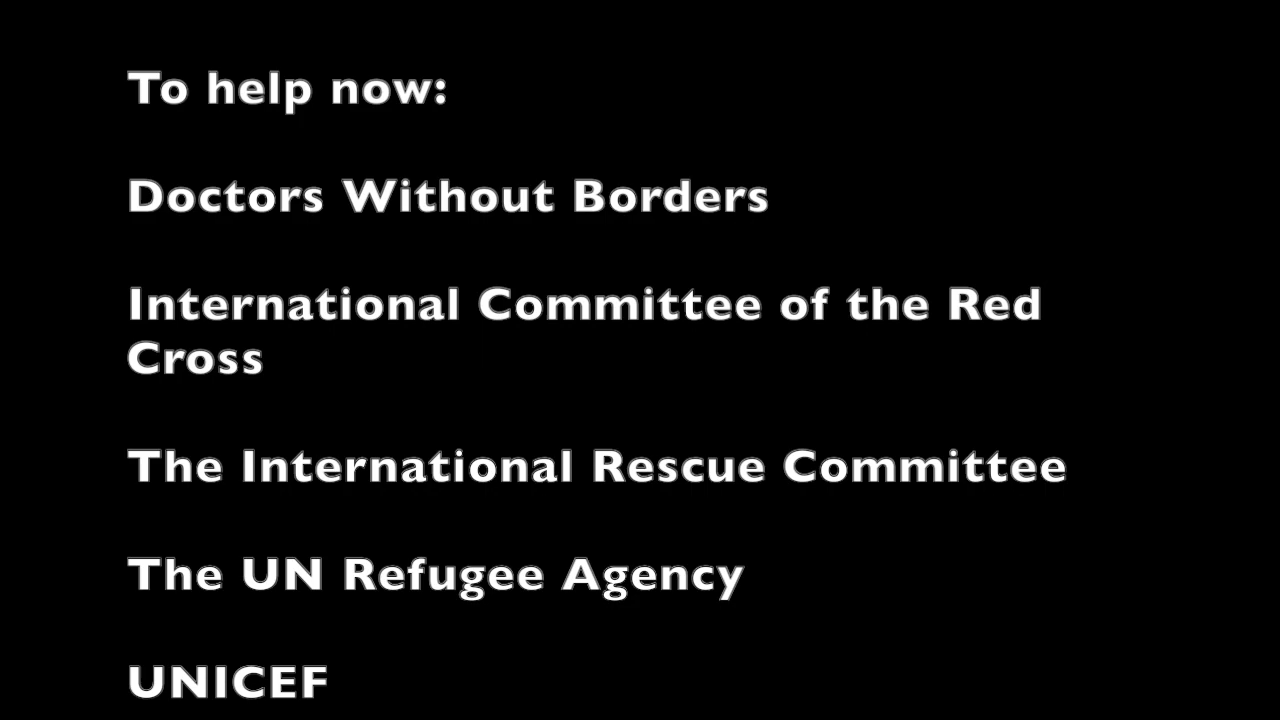 To help now:
Doctors Without Borders
International Committee of the Red
Cross
The International Rescue Committee
The UN Refugee Agency
UNICEF